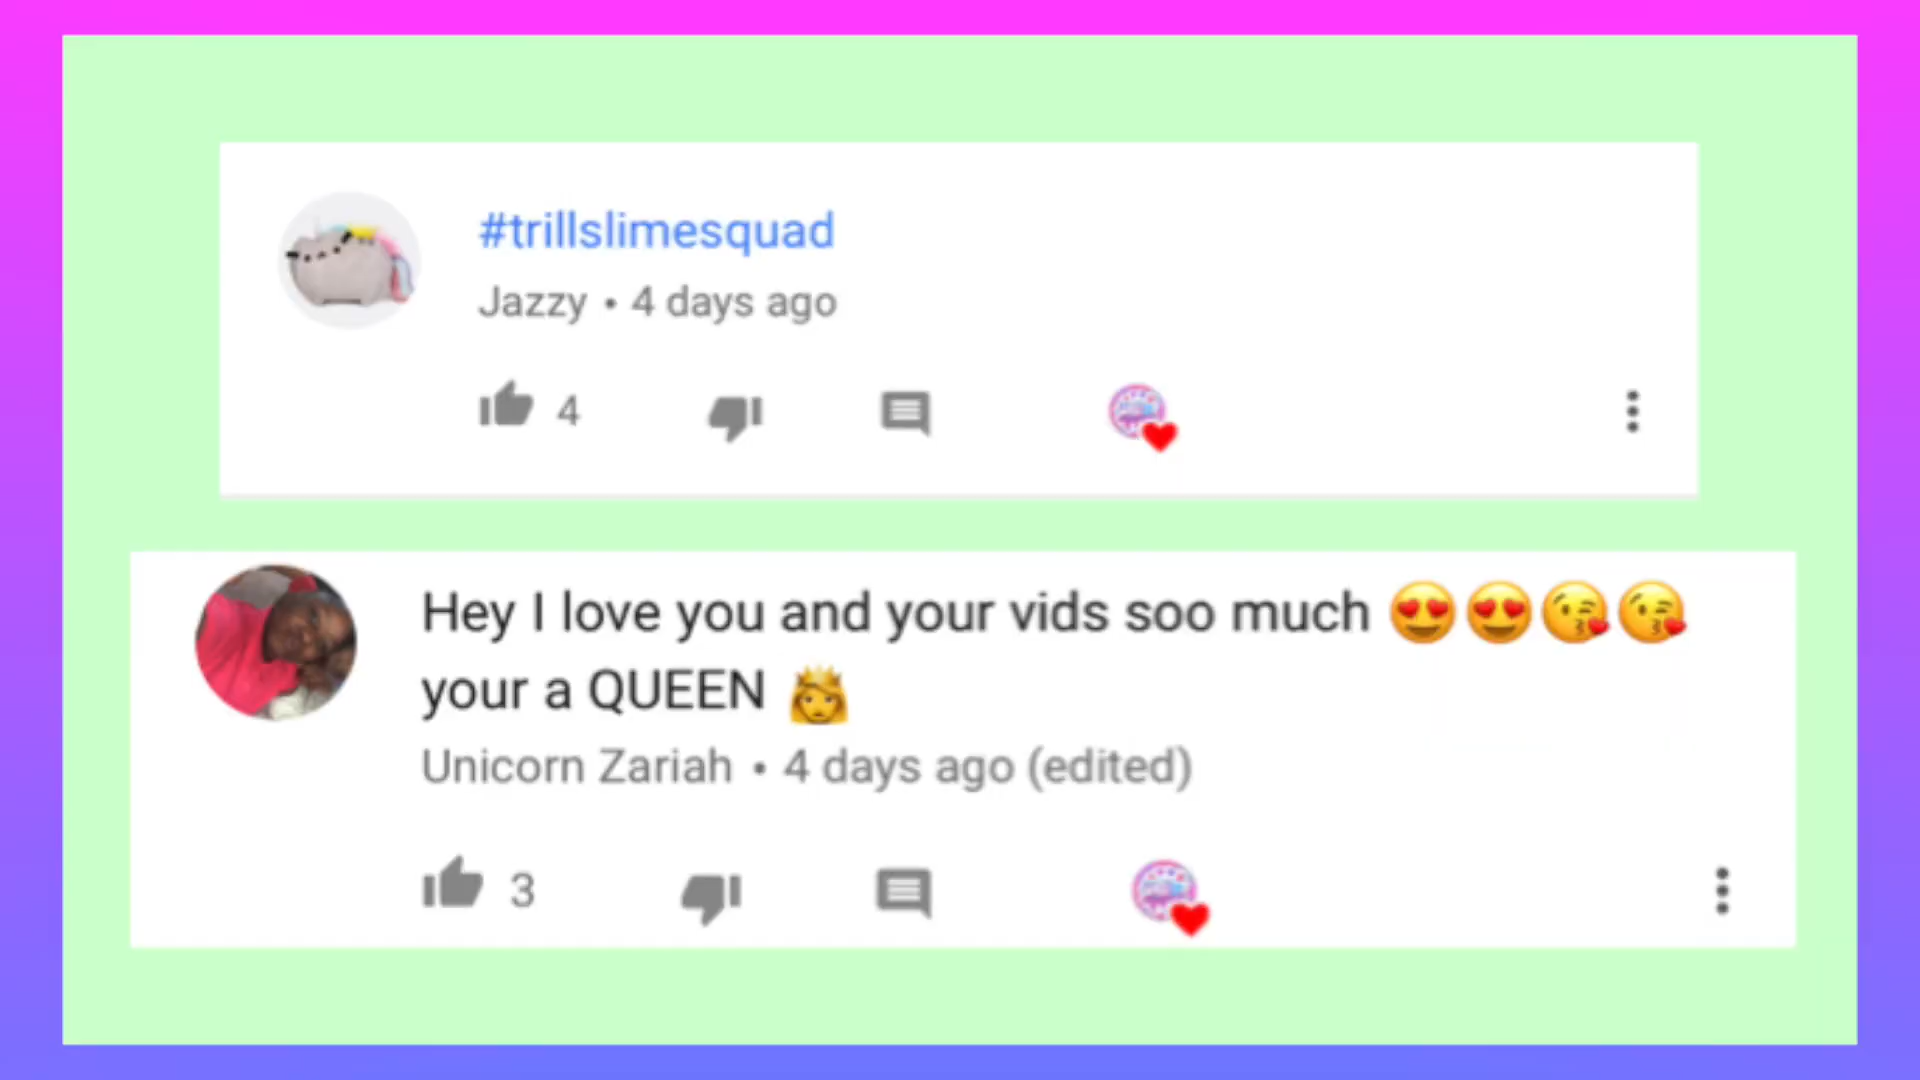 #trillslimesquad
Jazzy • 4 days ago
4
Hey I love you and your vids soo much 😍😍😘😘
your a QUEEN 👸
Unicorn Zariah • 4 days ago (edited)
3